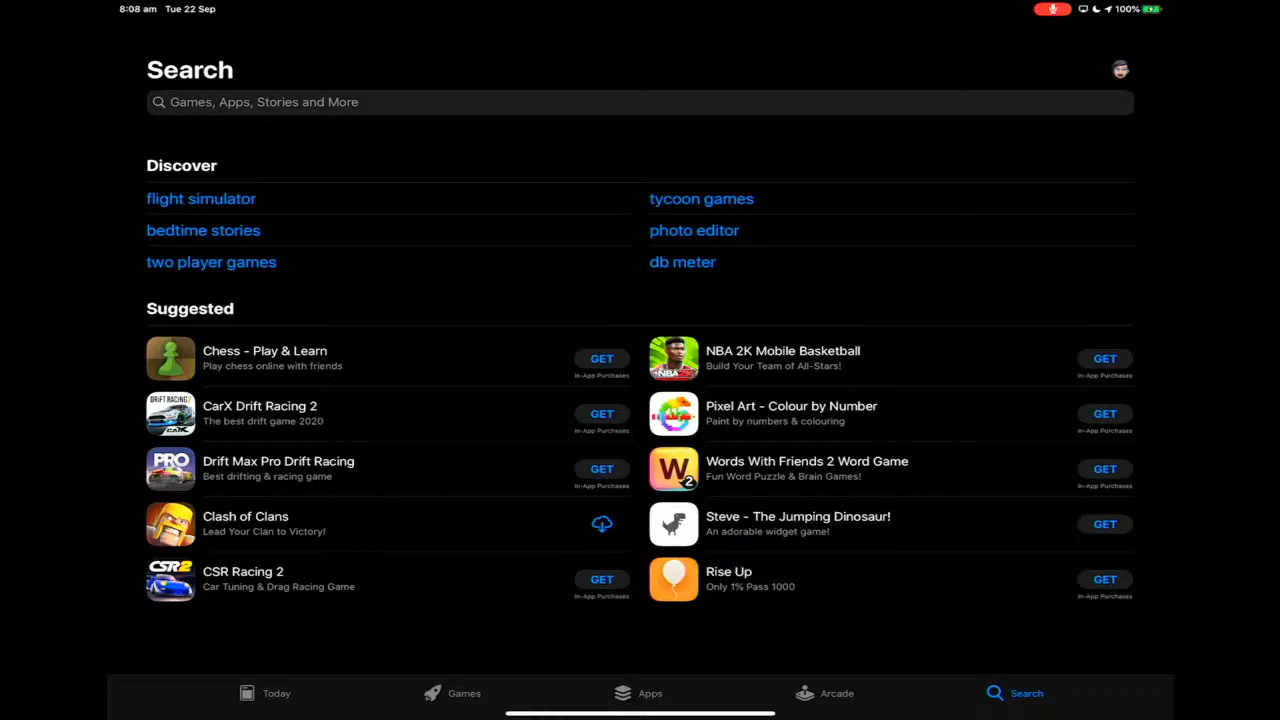 8:08 am Tue 22 Sep
100%
Search
Games, Apps, Stories and More
Discover
flight simulator
tycoon games
bedtime stories
photo editor
two player games
db meter
Suggested
Chess - Play & Learn
Play chess online with friends
GET
In-App Purchases
NBA 2K Mobile Basketball
Build Your Team of All-Stars!
GET
In-App Purchases
NBA2K
DRIFT RACING 2
CarX
CarX Drift Racing 2
The best drift game 2020
GET
In-App Purchases
Pixel Art - Colour by Number
Paint by numbers & colouring
GET
In-App Purchases
PRO
Drift Max Pro Drift Racing
Best drifting & racing game
GET
In-App Purchases
W
2
Words With Friends 2 Word Game
Fun Word Puzzle & Brain Games!
GET
In-App Purchases
Clash of Clans
Lead Your Clan to Victory!
Steve - The Jumping Dinosaur!
An adorable widget game!
GET
CSR2
CSR Racing 2
Car Tuning & Drag Racing Game
GET
In-App Purchases
Rise Up
Only 1% Pass 1000
GET
In-App Purchases
Today
Games
Apps
Arcade
Search